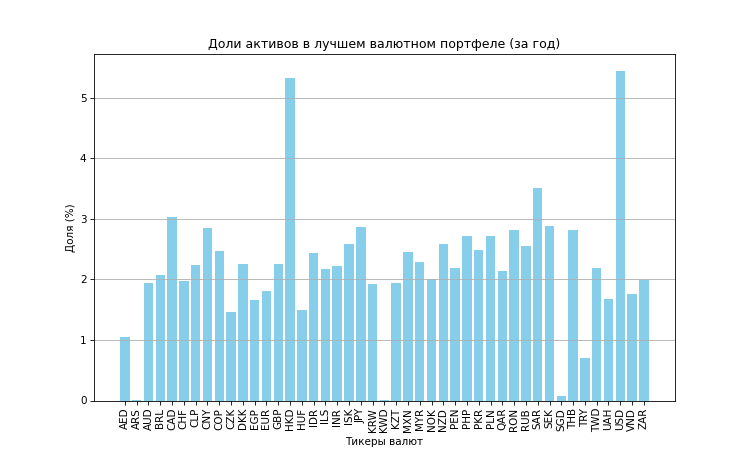 Доли активов в лучшем валютном портфеле (за год)
Доля (%)
5
4
3
2
1
0
AED ARS AUD BRL CAD CHF CLP CNY COP CZK DKK EGP EUR GBP HKD HUF IDR ILS INR ISK JPY KRW KWD KZT MXN MYR NOK NZD PEN PHP PKR PLN QAR RON RUB SAR SEK SGD THB TRY TWD UAH USD VND ZAR
Тикеры валют